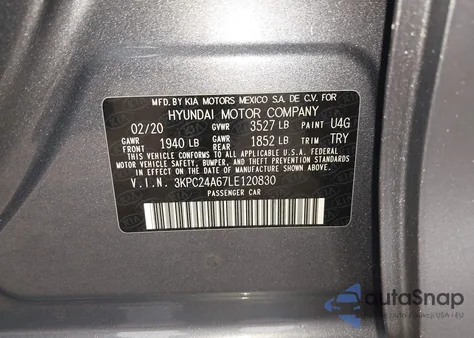 MFD.BY KIA MOTORS MEXICO S.A DE C.V. FOR
HYUNDAI MOTOR COMPANY
02/20 GVWR 3527 LB PAINT U4G
GAWR 1940 LB GAWR 1852 LB TRIM TRY
THIS VEHICLE CONFORMS TO ALL APPLICABLE U.S.A. FEDERAL
MOTOR VEHICLE SAFETY, BUMPER, AND THEFT PREVENTION
STANDARDS IN EFFECT ON THE DATE OF MANUFACTURE SHOWN ABOVE.
V.I.N. 3KPC24A67LE120830
PASSENGER CAR
autoSnap